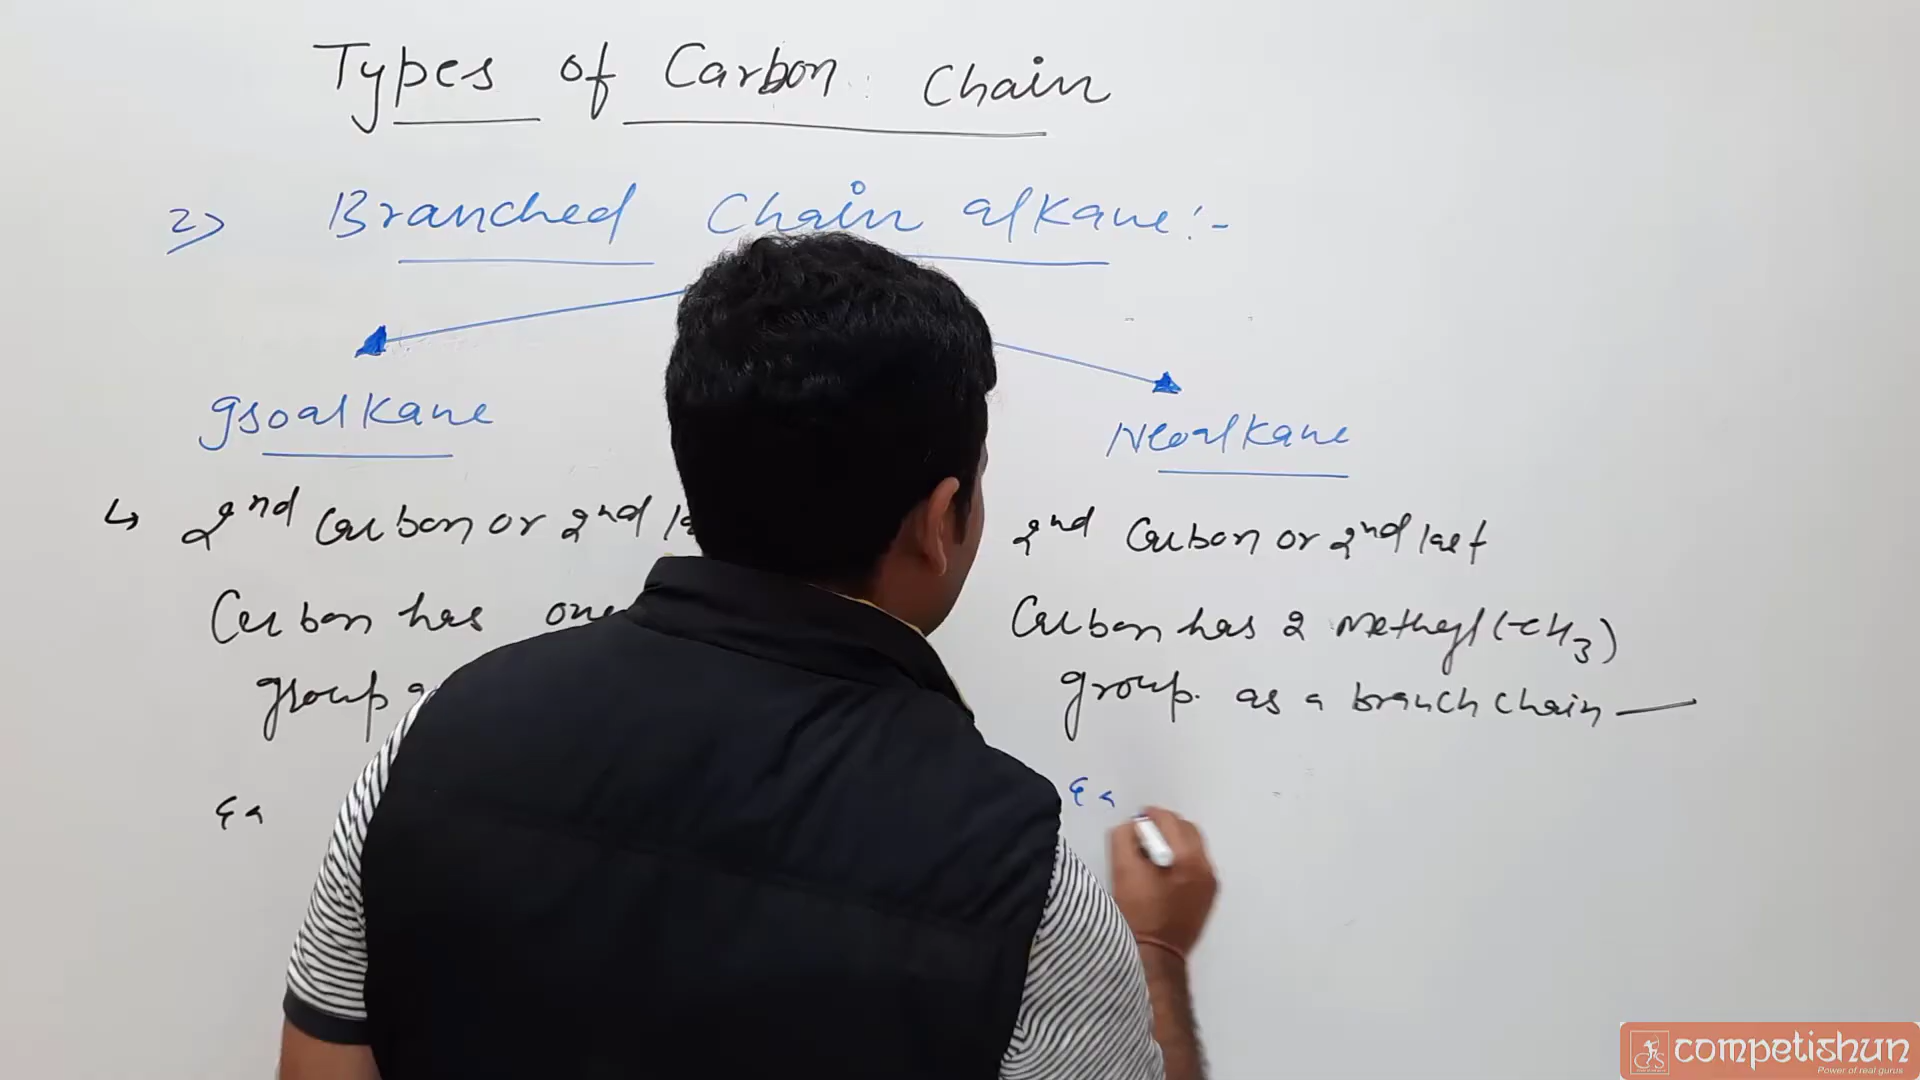 Types of Carbon Chain
2) Branched Chain alkane:-
Isoalkane
Neoalkane
↳ 2nd Carbon or 2nd
Carbon has one
group
Ex
2nd Carbon or 2nd last
Carbon has 2 Methyl (-CH3)
group. as a branch chain —
Ex
competishun
Power of real gurus